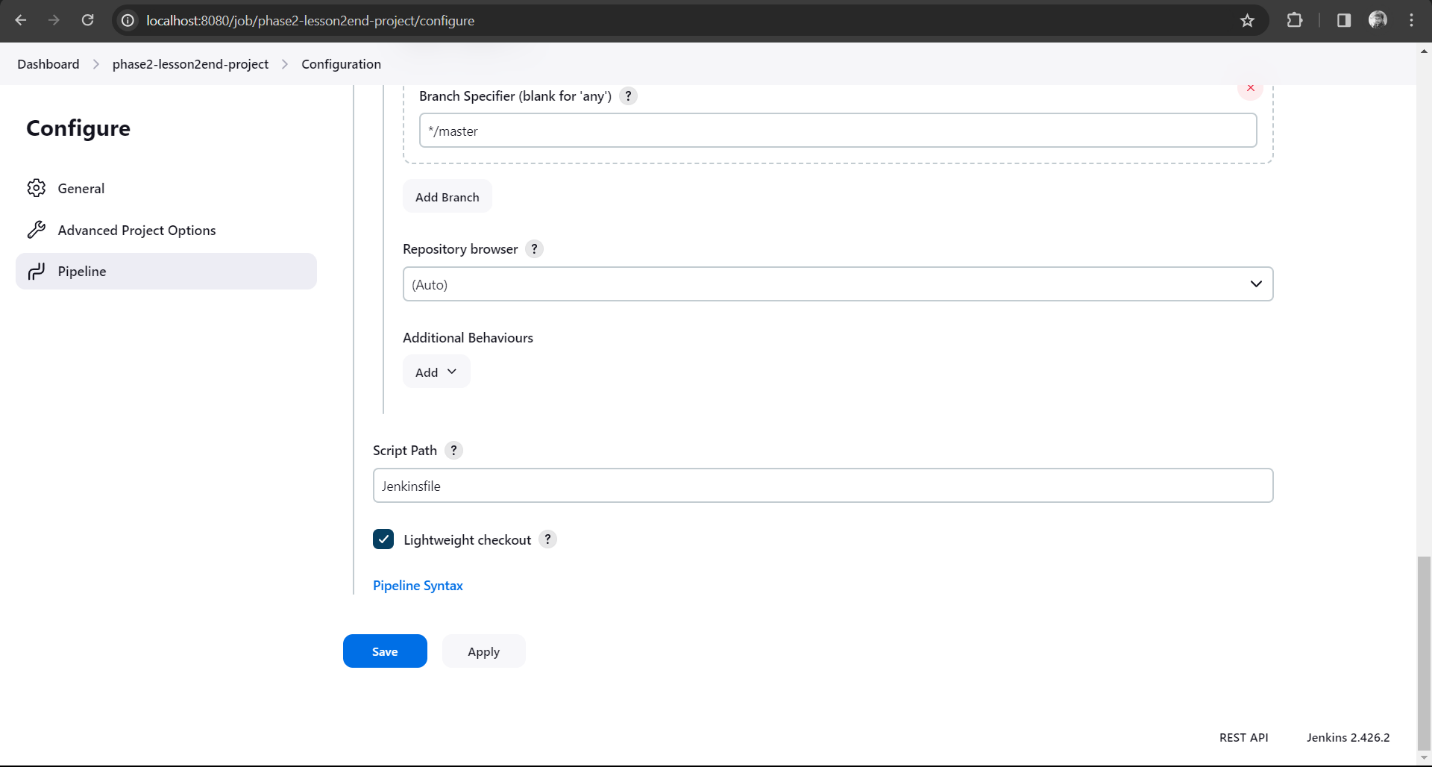 localhost:8080/job/phase2-lesson2end-project/configure
Dashboard > phase2-lesson2end-project > Configuration
Configure
General
Advanced Project Options
Pipeline
Branch Specifier (blank for 'any') ?
*/master
Add Branch
Repository browser ?
(Auto)
Additional Behaviours
Add
Script Path ?
Jenkinsfile
Lightweight checkout ?
Pipeline Syntax
Save
Apply
REST API
Jenkins 2.426.2